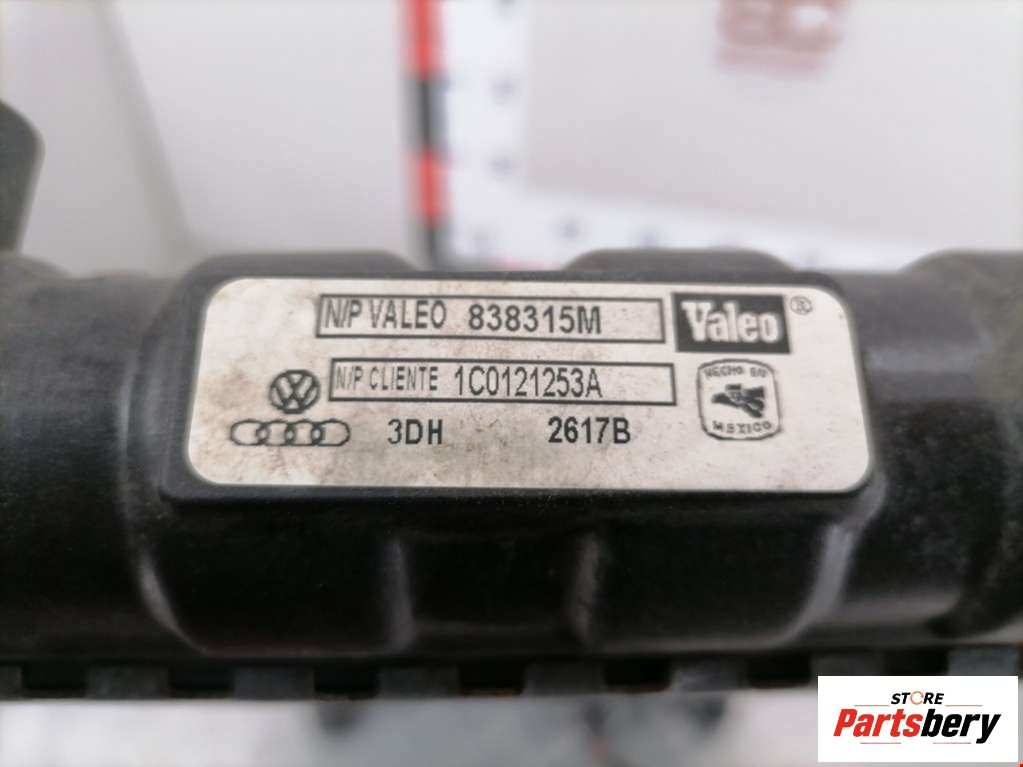 N/P VALEO 838315M Valeo ®
N/P CLIENTE 1C0121253A
HECHO EN
MEXICO
3DH 2617B
STORE
Partsbery